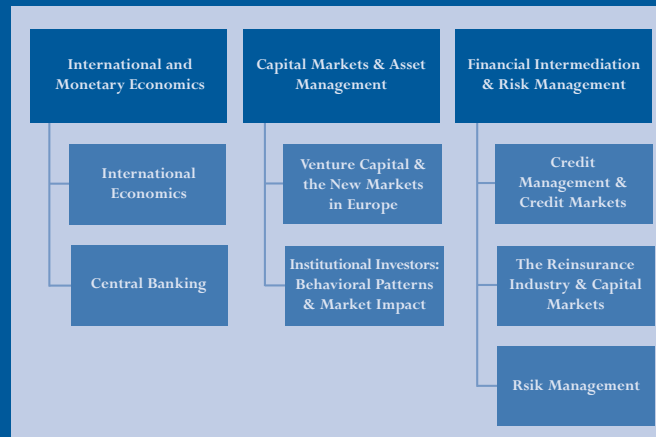 International and
Monetary Economics
International
Economics
Central Banking
Capital Markets & Asset
Management
Venture Capital &
the New Markets
in Europe
Institutional Investors:
Behavioral Patterns
& Market Impact
Financial Intermediation
& Risk Management
Credit
Management &
Credit Markets
The Reinsurance
Industry & Capital
Markets
Rsik Management